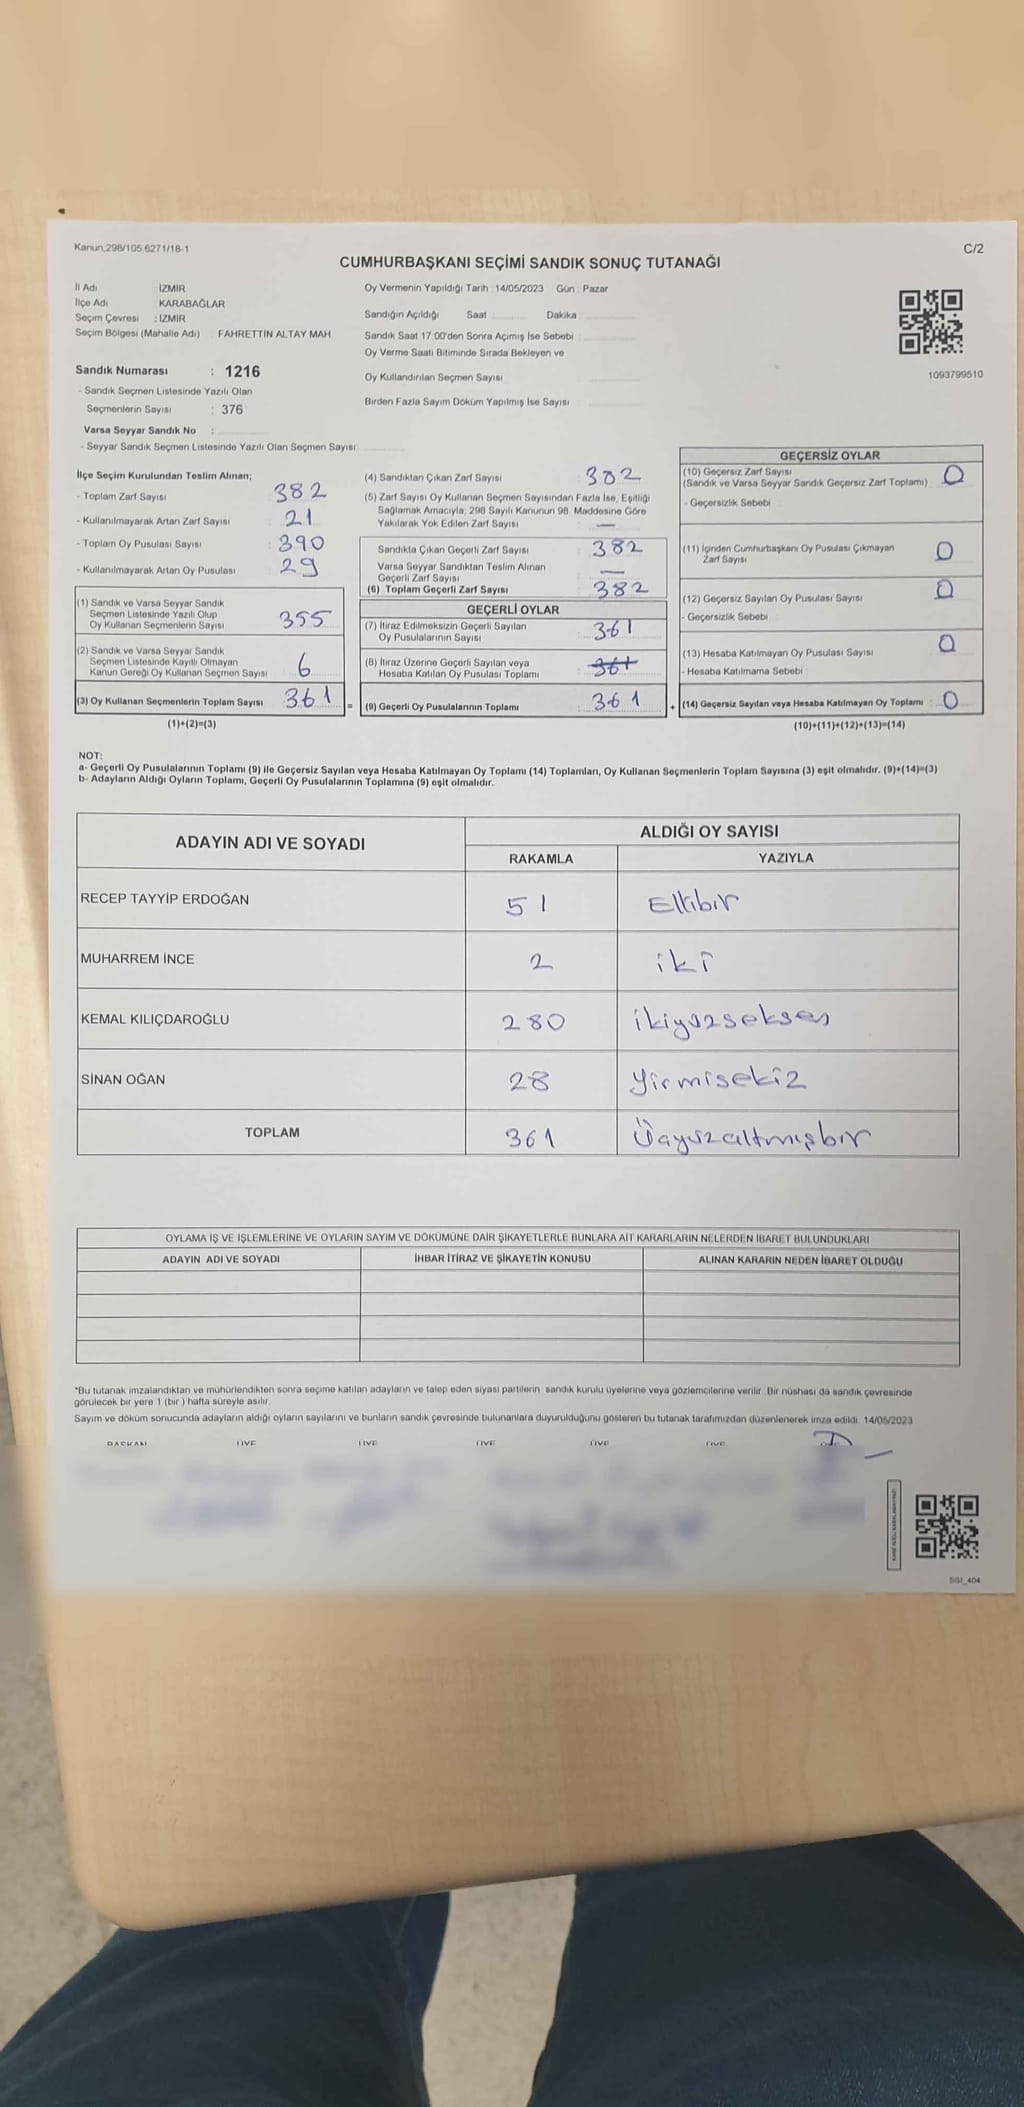 Kanun;298/105 6271/18-1
C/2
CUMHURBAŞKANI SEÇİMİ SANDIK SONUÇ TUTANAĞI
İl Adı : İZMİR
İlçe Adı : KARABAĞLAR
Seçim Çevresi : İZMİR
Seçim Bölgesi (Mahalle Adı) : FAHRETTİN ALTAY MAH.
Sandık Numarası : 1216
- Sandık Seçmen Listesinde Yazılı Olan
Seçmenlerin Sayısı : 376
Varsa Seyyar Sandık No :
- Seyyar Sandık Seçmen Listesinde Yazılı Olan Seçmen Sayısı:
Oy Vermenin Yapıldığı Tarih :14/05/2023 Gün : Pazar
Sandığın Açıldığı Saat Dakika :
Sandık Saat 17:00'den Sonra Açımış İse Sebebi :
Oy Verme Saati Bitiminde Sırada Bekleyen ve
Oy Kullandırılan Seçmen Sayısı :
Birden Fazla Sayım Döküm Yapılmış İse Sayısı :
1093799510
İlçe Seçim Kurulundan Teslim Alınan;
- Toplam Zarf Sayısı : 382
- Kullanılmayarak Artan Zarf Sayısı : 21
- Toplam Oy Pusulası Sayısı : 390
- Kullanılmayarak Artan Oy Pusulası : 29
(1) Sandık ve Varsa Seyyar Sandık
Seçmen Listesinde Yazılı Olup
Oy Kullanan Seçmenlerin Sayısı : 355
(2) Sandık ve Varsa Seyyar Sandık
Seçmen Listesinde Kayıtlı Olmayan
Kanun Gereği Oy Kullanan Seçmen Sayısı : 6
(3) Oy Kullanan Seçmenlerin Toplam Sayısı : 361
(1)+(2)=(3)
(4) Sandıktan Çıkan Zarf Sayısı : 382
(5) Zarf Sayısı Oy Kullanan Seçmen Sayısından Fazla İse, Eşitliği
Sağlamak Amacıyla, 298 Sayılı Kanunun 98. Maddesine Göre
Yakılarak Yok Edilen Zarf Sayısı : —
Sandıkta Çıkan Geçerli Zarf Sayısı : 382
Varsa Seyyar Sandıktan Teslim Alınan
Geçerli Zarf Sayısı : —
(6) Toplam Geçerli Zarf Sayısı : 382
GEÇERLİ OYLAR
(7) İtiraz Edilmeksizin Geçerli Sayılan
Oy Pusulalarının Sayısı : 361
(8) İtiraz Üzerine Geçerli Sayılan veya
Hesaba Katılan Oy Pusulası Toplamı : 361
= (9) Geçerli Oy Pusulalarının Toplamı : 361
GEÇERSİZ OYLAR
(10) Geçersiz Zarf Sayısı
(Sandık ve Varsa Seyyar Sandık Geçersiz Zarf Toplamı) : 0
- Geçersizlik Sebebi :
(11) İçinden Cumhurbaşkanı Oy Pusulası Çıkmayan
Zarf Sayısı : 0
(12) Geçersiz Sayılan Oy Pusulası Sayısı : 0
- Geçersizlik Sebebi :
(13) Hesaba Katılmayan Oy Pusulası Sayısı : 0
- Hesaba Katılmama Sebebi :
+ (14) Geçersiz Sayılan veya Hesaba Katılmayan Oy Toplamı : 0
(10)+(11)+(12)+(13)=(14)
NOT:
a- Geçerli Oy Pusulalarının Toplamı (9) ile Geçersiz Sayılan veya Hesaba Katılmayan Oy Toplamı (14) Toplamları, Oy Kullanan Seçmenlerin Toplam Sayısına (3) eşit olmalıdır. (9)+(14)=(3)
b- Adayların Aldığı Oyların Toplamı, Geçerli Oy Pusulalarının Toplamına (9) eşit olmalıdır.
ADAYIN ADI VE SOYADI
ALDIĞI OY SAYISI
RAKAMLA YAZIYLA
RECEP TAYYİP ERDOĞAN 51 Ellibir
MUHARREM İNCE 2 iki
KEMAL KILIÇDAROĞLU 280 ikiyüzseksen
SİNAN OĞAN 28 Yirmisekiz
TOPLAM 361 Üçyüzaltmışbir
OYLAMA İŞ VE İŞLEMLERİNE VE OYLARIN SAYIM VE DÖKÜMÜNE DAİR ŞİKAYETLERLE BUNLARA AİT KARARLARIN NELERDEN İBARET BULUNDUKLARI
ADAYIN ADI VE SOYADI İHBAR İTİRAZ VE ŞİKAYETİN KONUSU ALINAN KARARIN NEDEN İBARET OLDUĞU
*Bu tutanak imzalandıktan ve mühürlendikten sonra seçime katılan adayların ve talep eden siyasi partilerin sandık kurulu üyelerine veya gözlemcilerine verilir. Bir nüshası da sandık çevresinde
görülecek bir yere 1 (bir ) hafta süreyle asılır.
Sayım ve döküm sonucunda adayların aldığı oyların sayılarını ve bunların sandık çevresinde bulunanlara duyurulduğunu gösteren bu tutanak tarafımızdan düzenlenerek imza edildi. 14/05/2023
BAŞKAN ÜYE ÜYE ÜYE ÜYE ÜYE
SSI_404